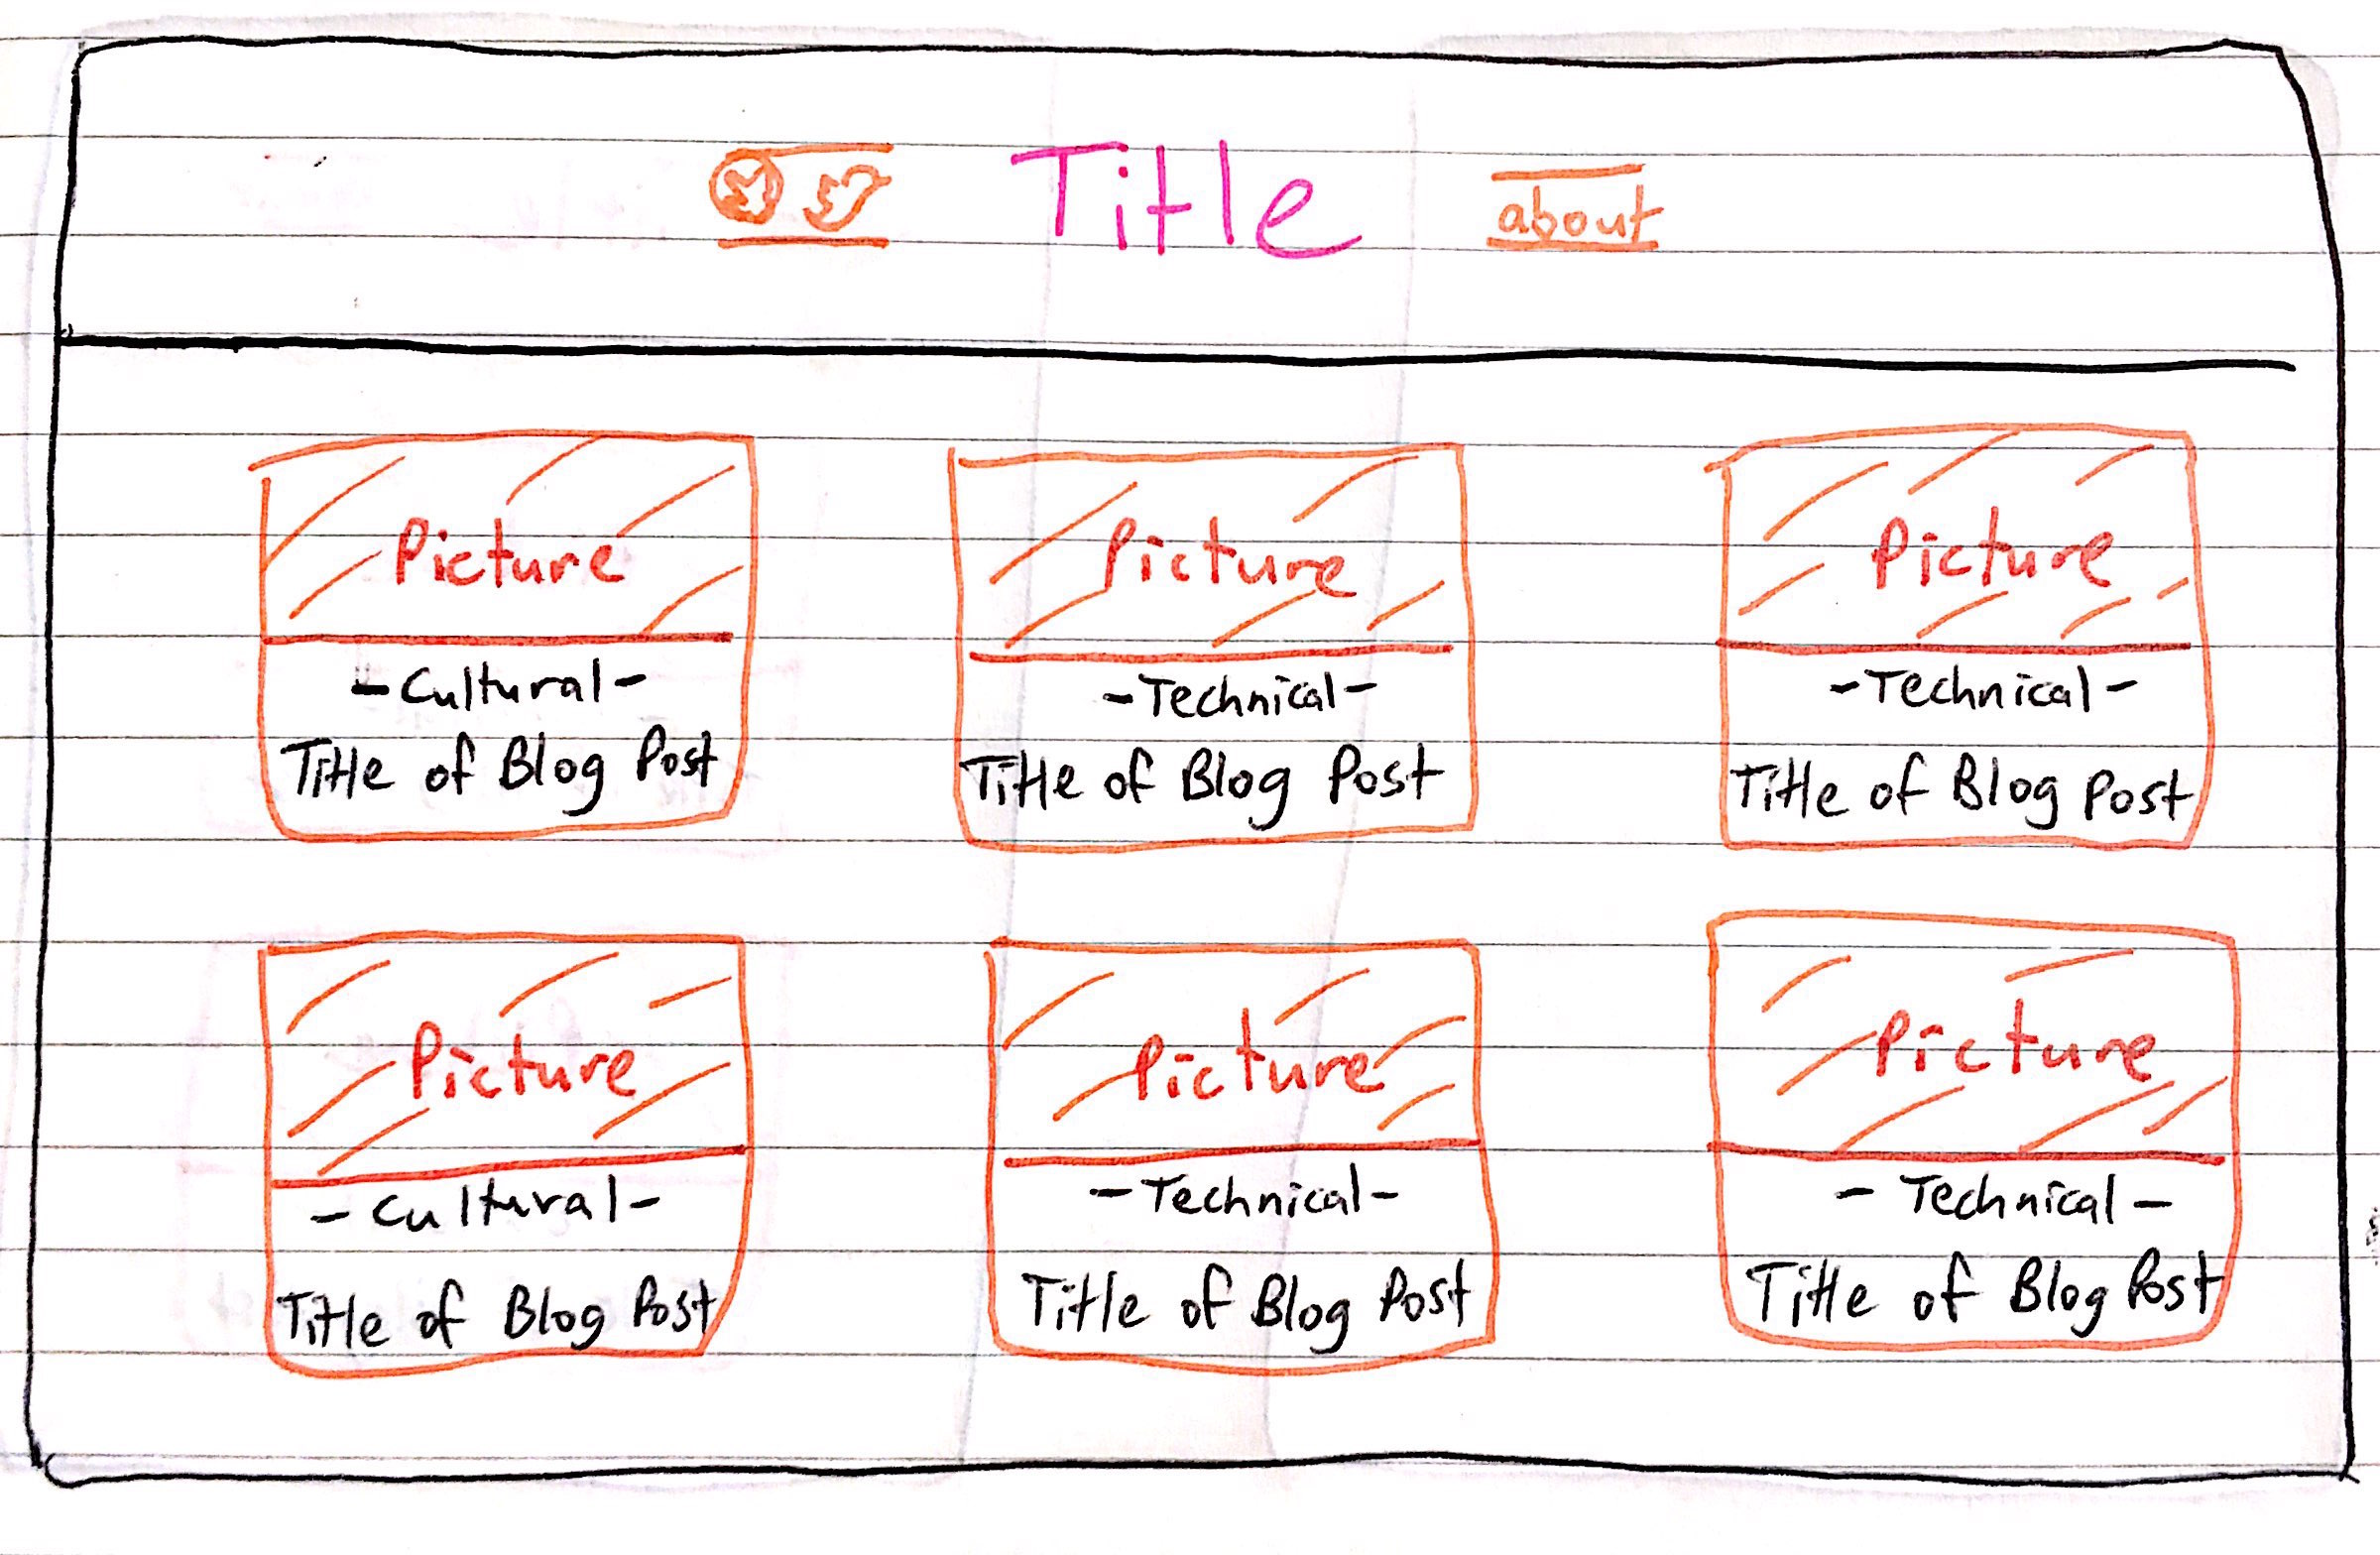 Title about
Picture Picture Picture
-Cultural- -Technical- -Technical-
Title of Blog Post Title of Blog Post Title of Blog Post
Picture Picture Picture
-Cultural- -Technical- -Technical-
Title of Blog Post Title of Blog Post Title of Blog Post